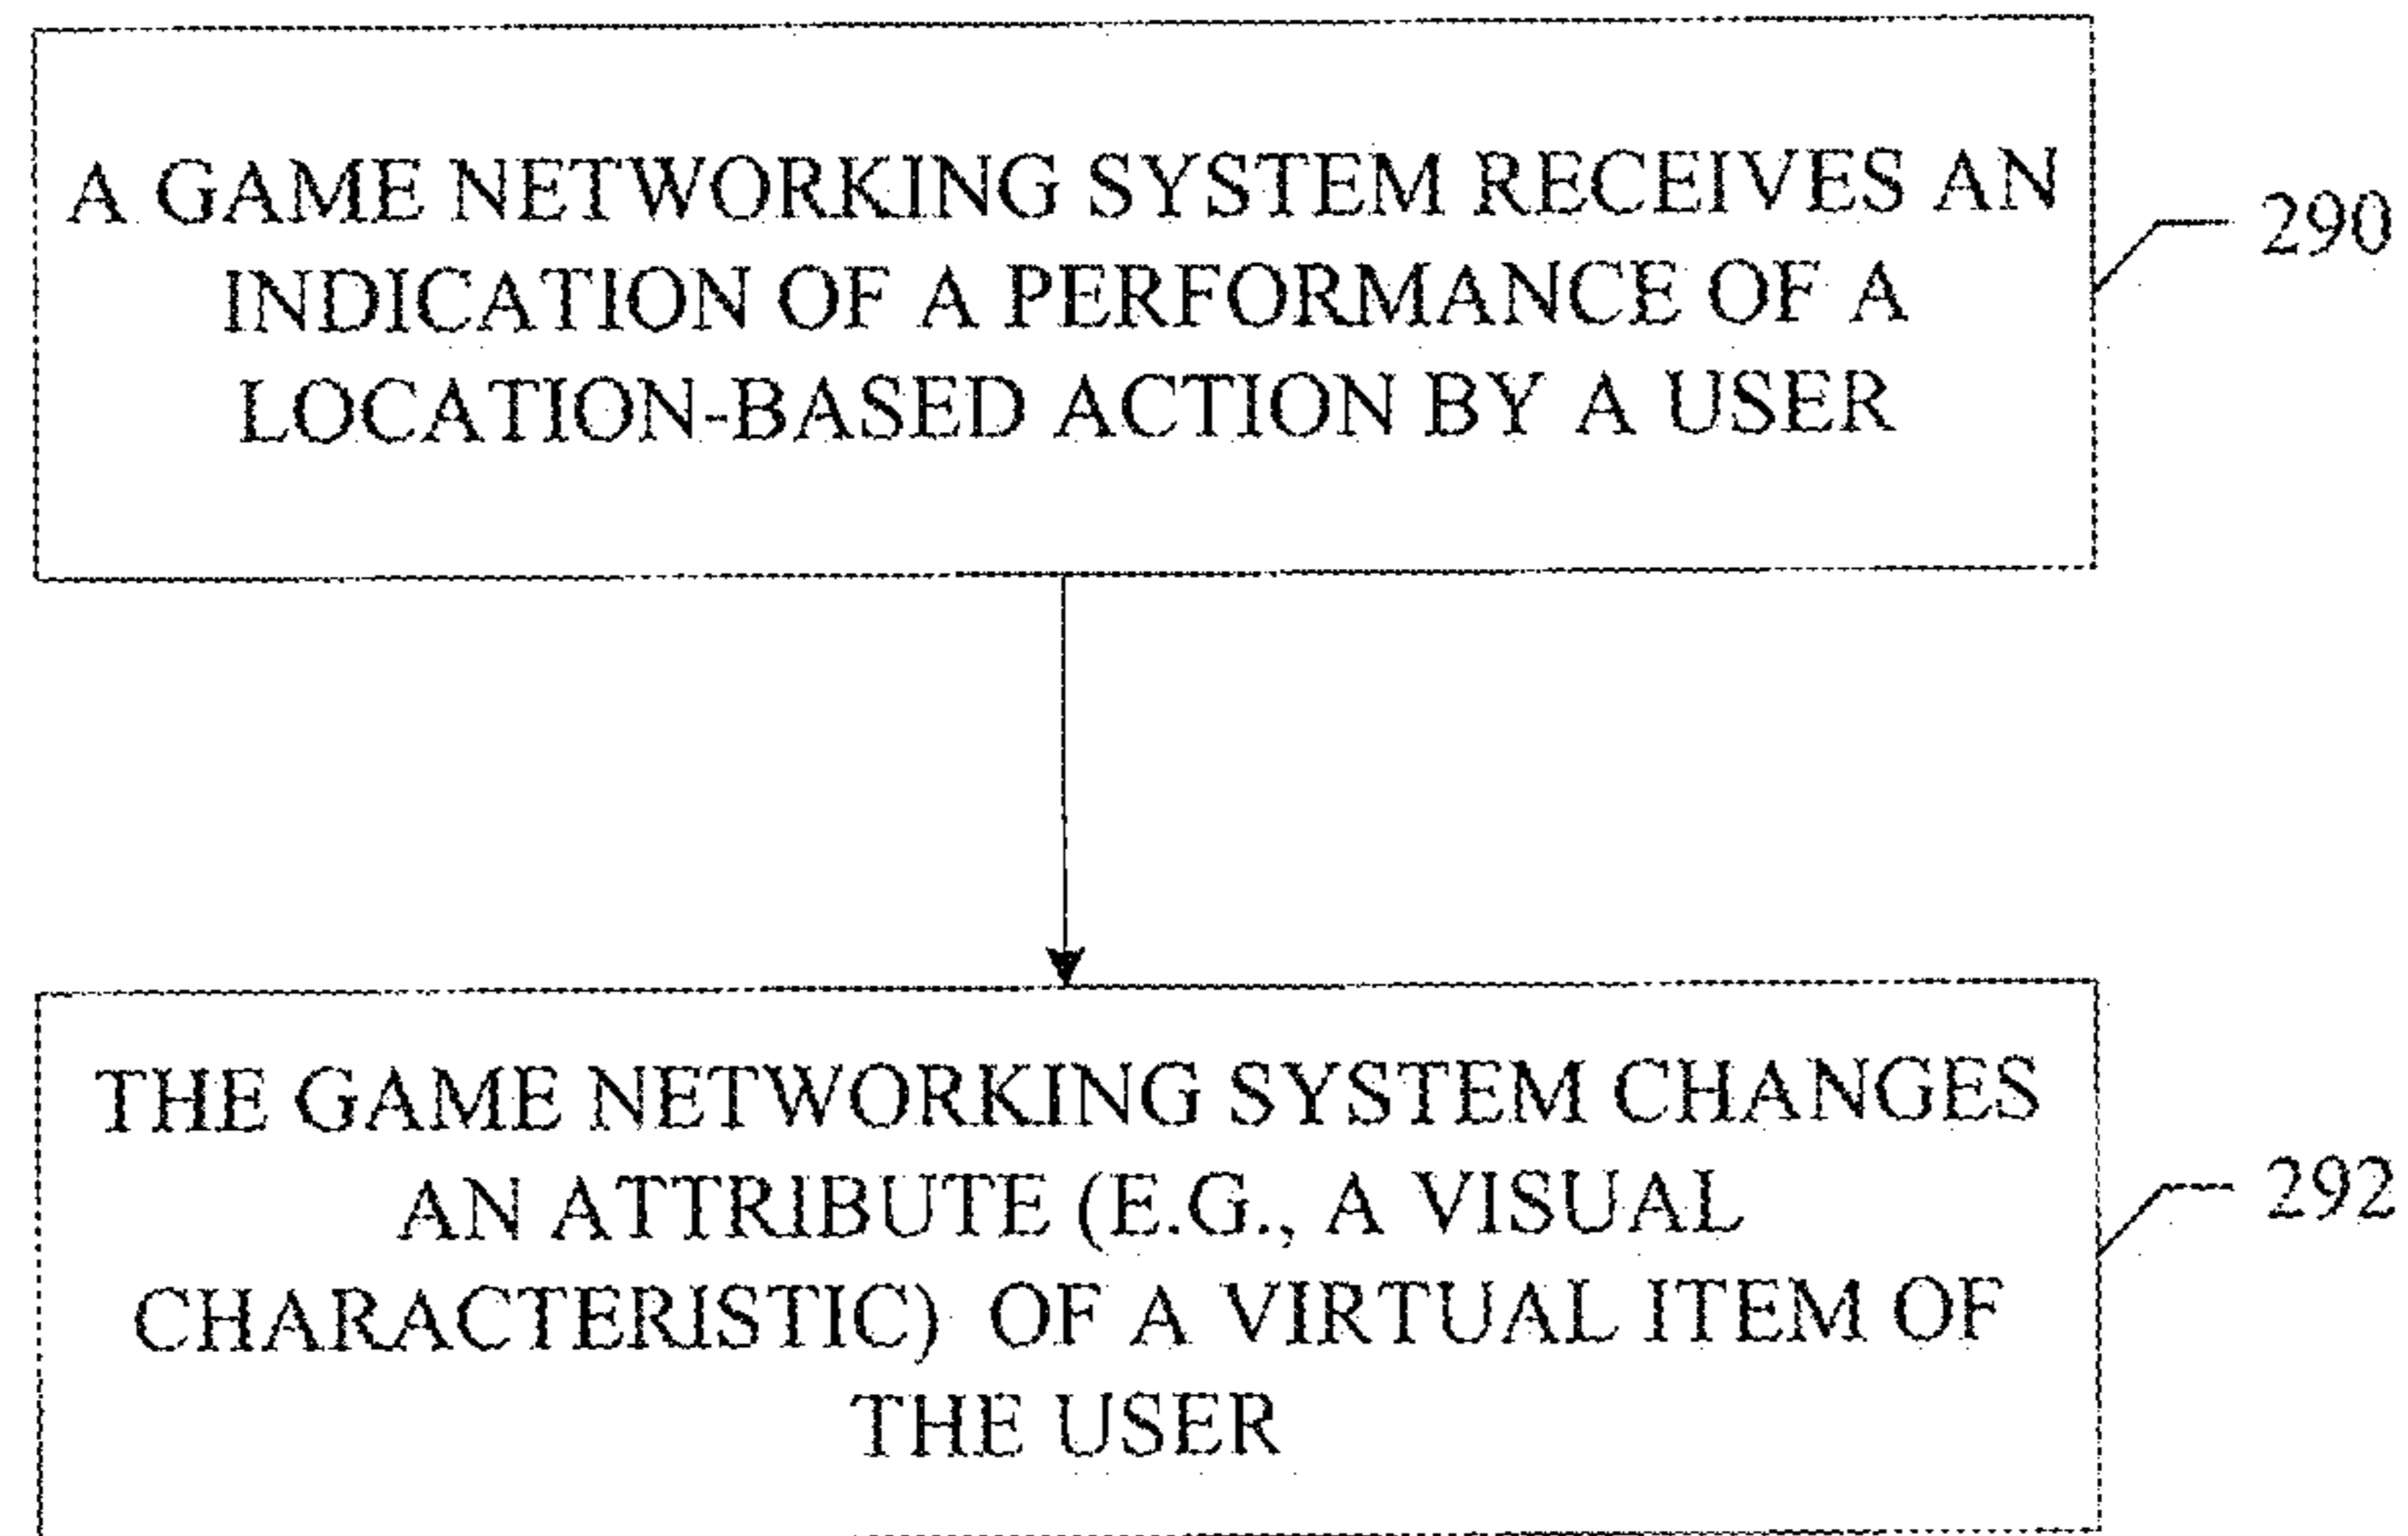 A GAME NETWORKING SYSTEM RECEIVES AN
INDICATION OF A PERFORMANCE OF A
LOCATION-BASED ACTION BY A USER
290
THE GAME NETWORKING SYSTEM CHANGES
AN ATTRIBUTE (E.G., A VISUAL
CHARACTERISTIC) OF A VIRTUAL ITEM OF
THE USER
292